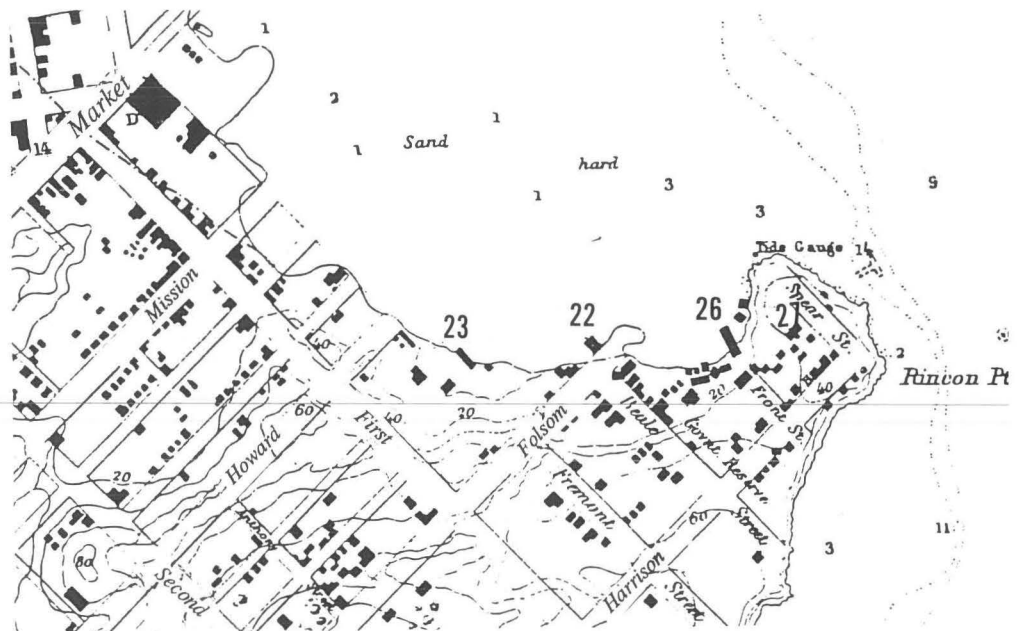 1
Market
D
2
1
14
Sand
1
hard
1
3
9
3
Tide Gauge 14
Mission
26
27
Spear St
23
22
40
2
Rincon Pt
20
40
Front St
60
40
20
First
Folsom
Beale
Govt Reserve
Howard
20
Fremont
60
Street
11
3
80
Second
Harrison
Street